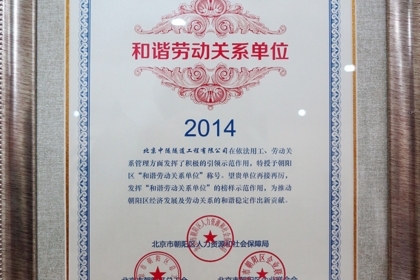 和谐劳动关系单位
2014
北京中隧隧道工程有限公司在依法用工、劳动关
系管理方面发挥了积极的引领示范作用，特授予朝阳
区“和谐劳动关系单位”称号。望贵单位再接再厉，
发挥“和谐劳动关系单位”的榜样示范作用，为推动
朝阳区经济发展及劳动关系的和谐稳定作出新贡献。
北京市朝阳区人力资源和社会保障局